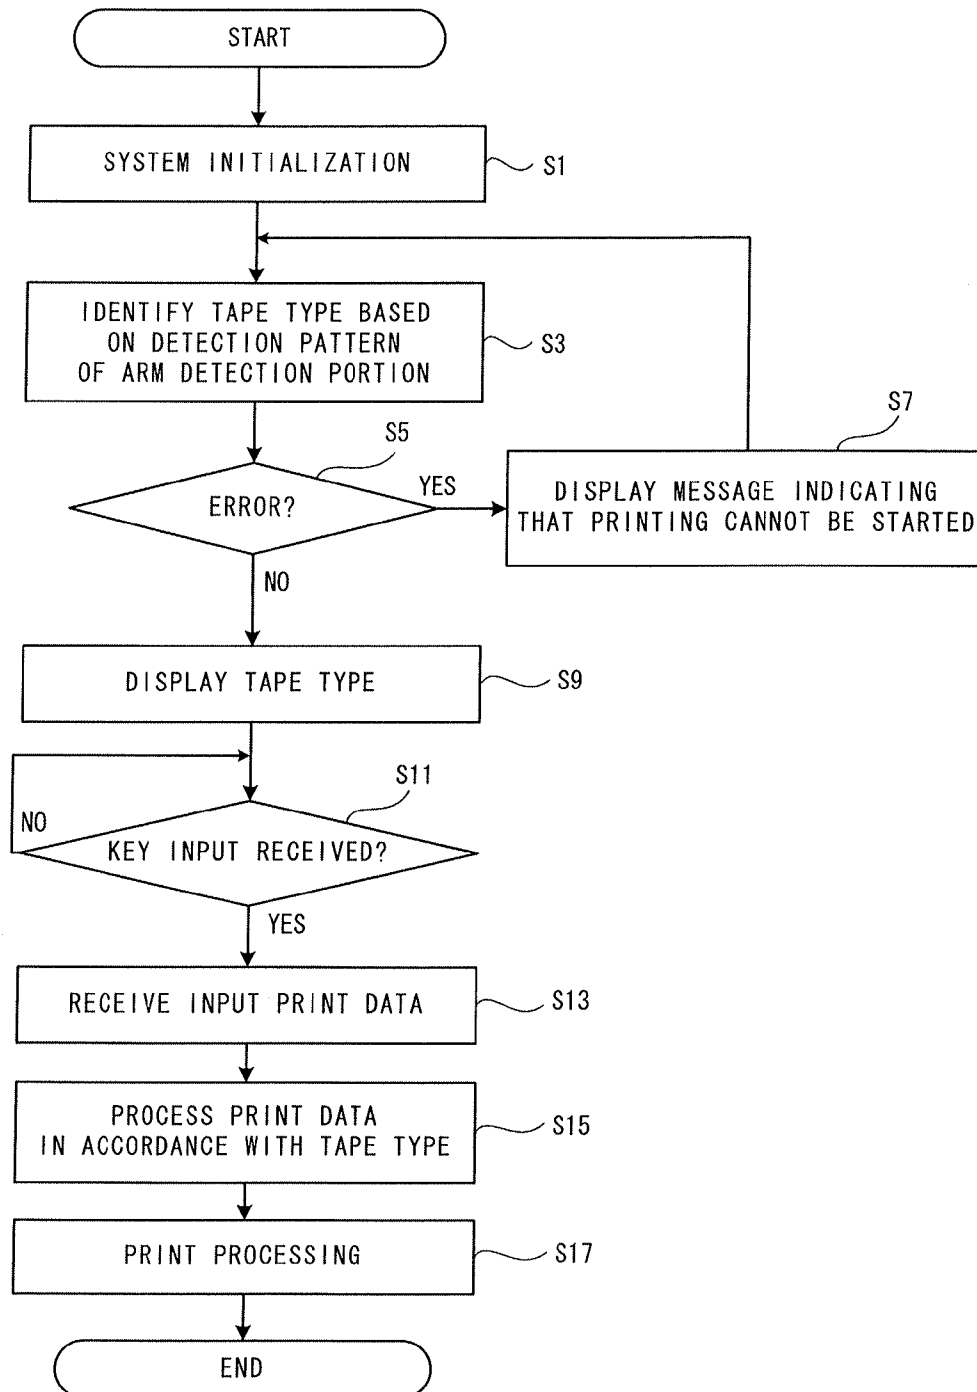 START
SYSTEM INITIALIZATION
S1
IDENTIFY TAPE TYPE BASED
ON DETECTION PATTERN
OF ARM DETECTION PORTION
S3
S5
ERROR?
YES
S7
DISPLAY MESSAGE INDICATING
THAT PRINTING CANNOT BE STARTED
NO
DISPLAY TAPE TYPE
S9
S11
NO
KEY INPUT RECEIVED?
YES
RECEIVE INPUT PRINT DATA
S13
PROCESS PRINT DATA
IN ACCORDANCE WITH TAPE TYPE
S15
PRINT PROCESSING
S17
END